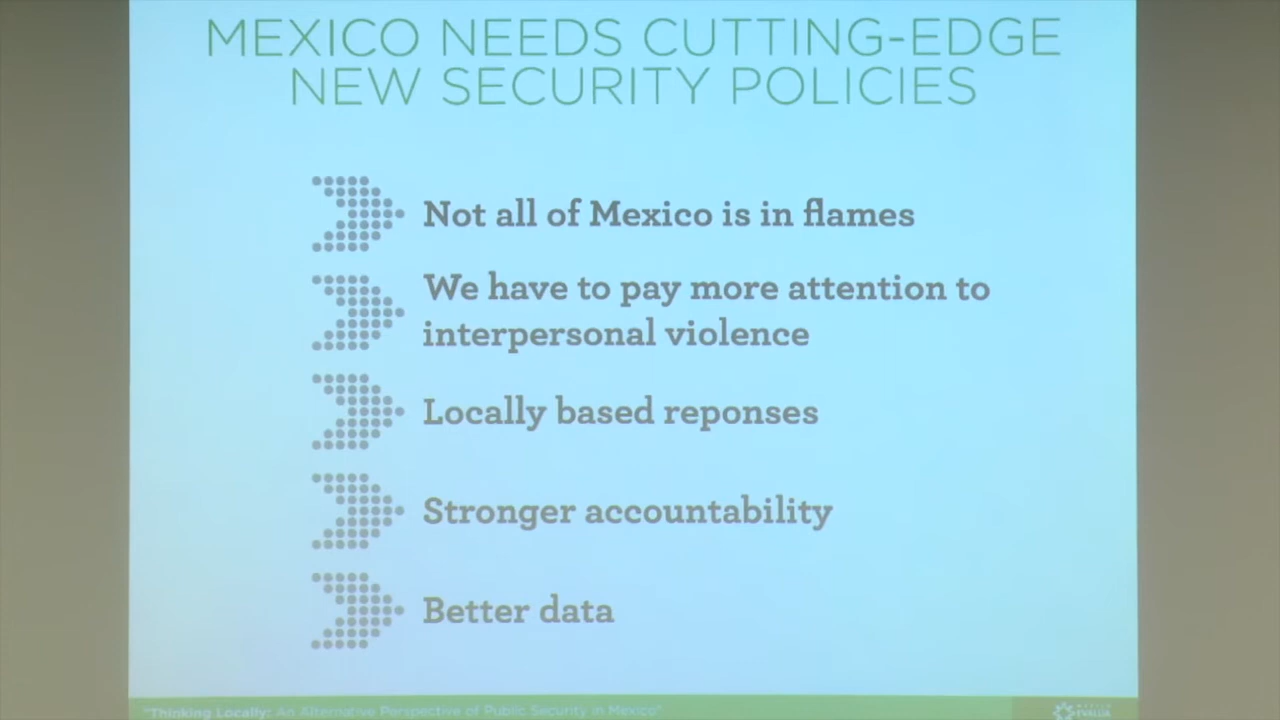 MEXICO NEEDS CUTTING-EDGE
NEW SECURITY POLICIES
Not all of Mexico is in flames
We have to pay more attention to
interpersonal violence
Locally based reponses
Stronger accountability
Better data
"Thinking Locally: An Alternative Perspective of Public Security in Mexico"
MÉXICO
EVALÚA